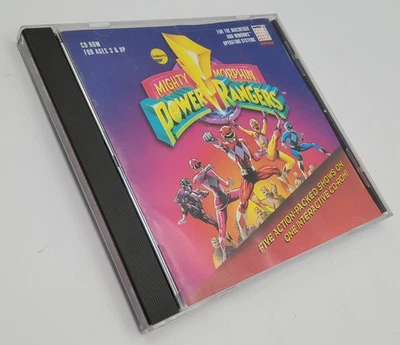 CD-ROM
FOR AGES 3 & UP
FOR THE MACINTOSH
AND WINDOWS™
OPERATING SYSTEMS
MIGHTY MORPHIN
POWER RANGERS
FIVE ACTION-PACKED SHOWS ON
ONE INTERACTIVE CD-ROM!